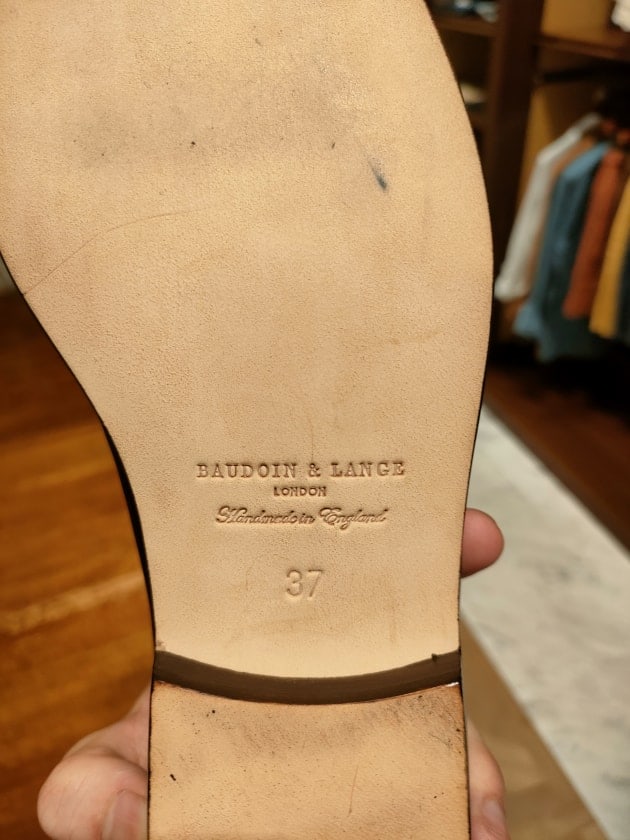 BAUDOIN & LANGE
LONDON
Handmade in England
37